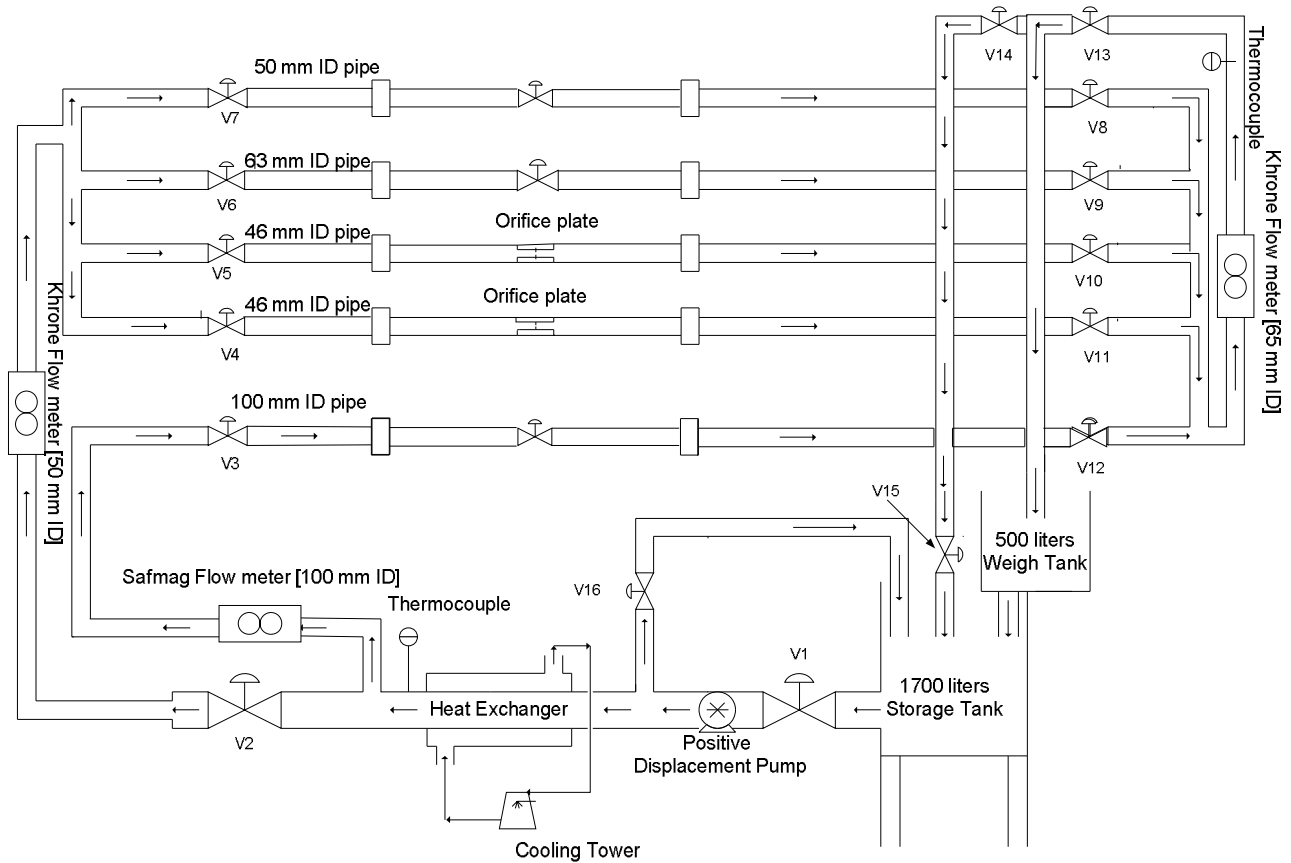 V14
V13
Thermocouple
50 mm ID pipe
V7
V8
Khrone Flow meter [65 mm ID]
63 mm ID pipe
V6
V9
Orifice plate
46 mm ID pipe
V5
V10
Orifice plate
46 mm ID pipe
V4
V11
Khrone Flow meter [50 mm ID]
100 mm ID pipe
V3
V12
V15
500 liters
Weigh Tank
Safmag Flow meter [100 mm ID]
Thermocouple
V16
V1
1700 liters
Storage Tank
Heat Exchanger
V2
Positive
Displacement Pump
Cooling Tower